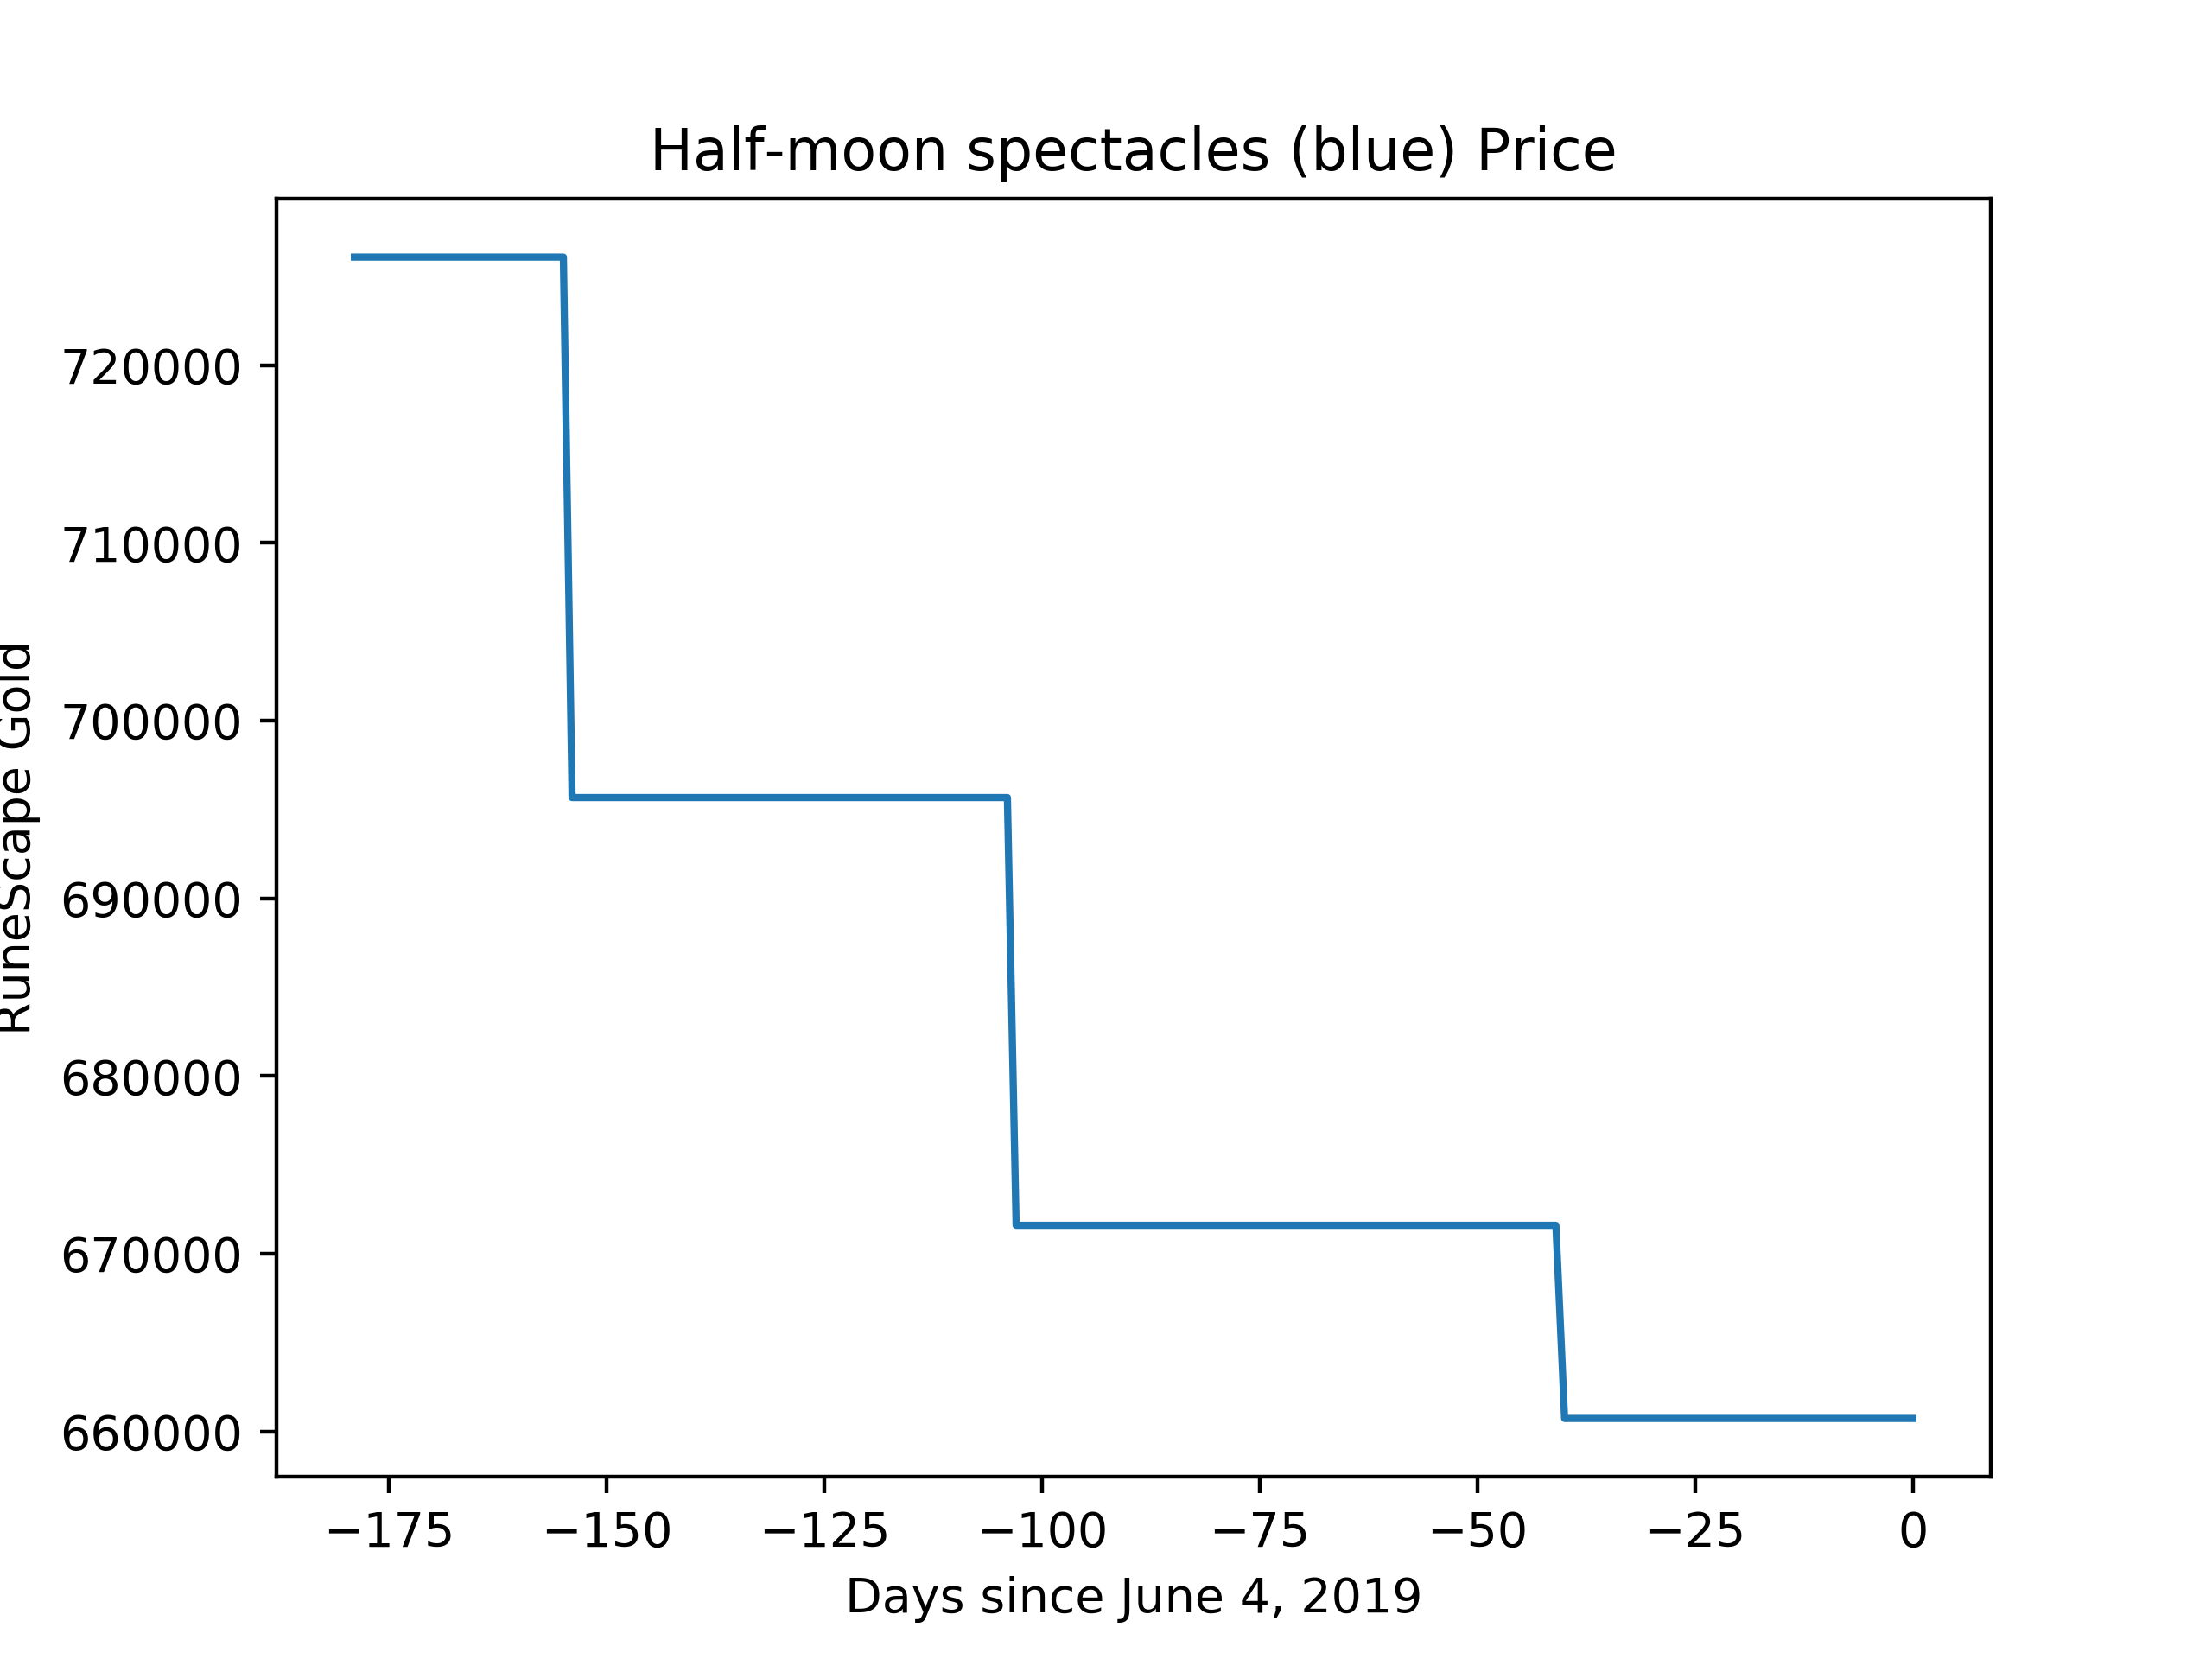 Half-moon spectacles (blue) Price
RuneScape Gold
720000
710000
700000
690000
680000
670000
660000
−175 −150 −125 −100 −75 −50 −25 0
Days since June 4, 2019